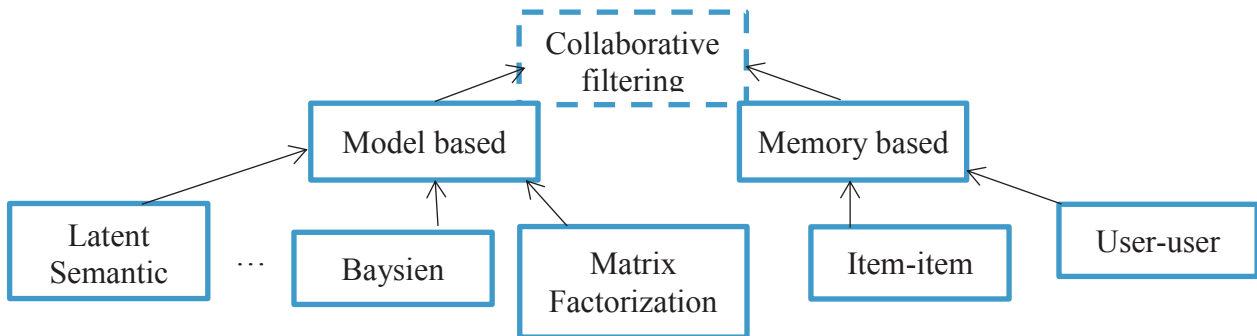 Collaborative
filtering
Model based
Memory based
Latent
Semantic
…
Baysien
Matrix
Factorization
Item-item
User-user